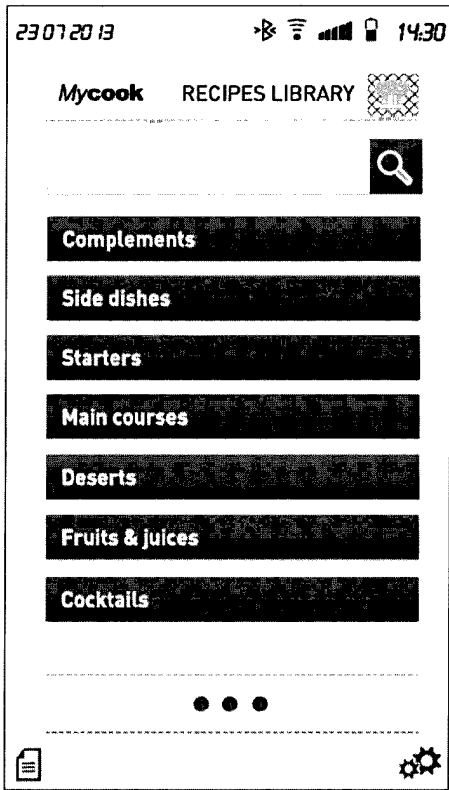 23 07 20 13 14:30
Mycook RECIPES LIBRARY
Complements
Side dishes
Starters
Main courses
Deserts
Fruits & juices
Cocktails